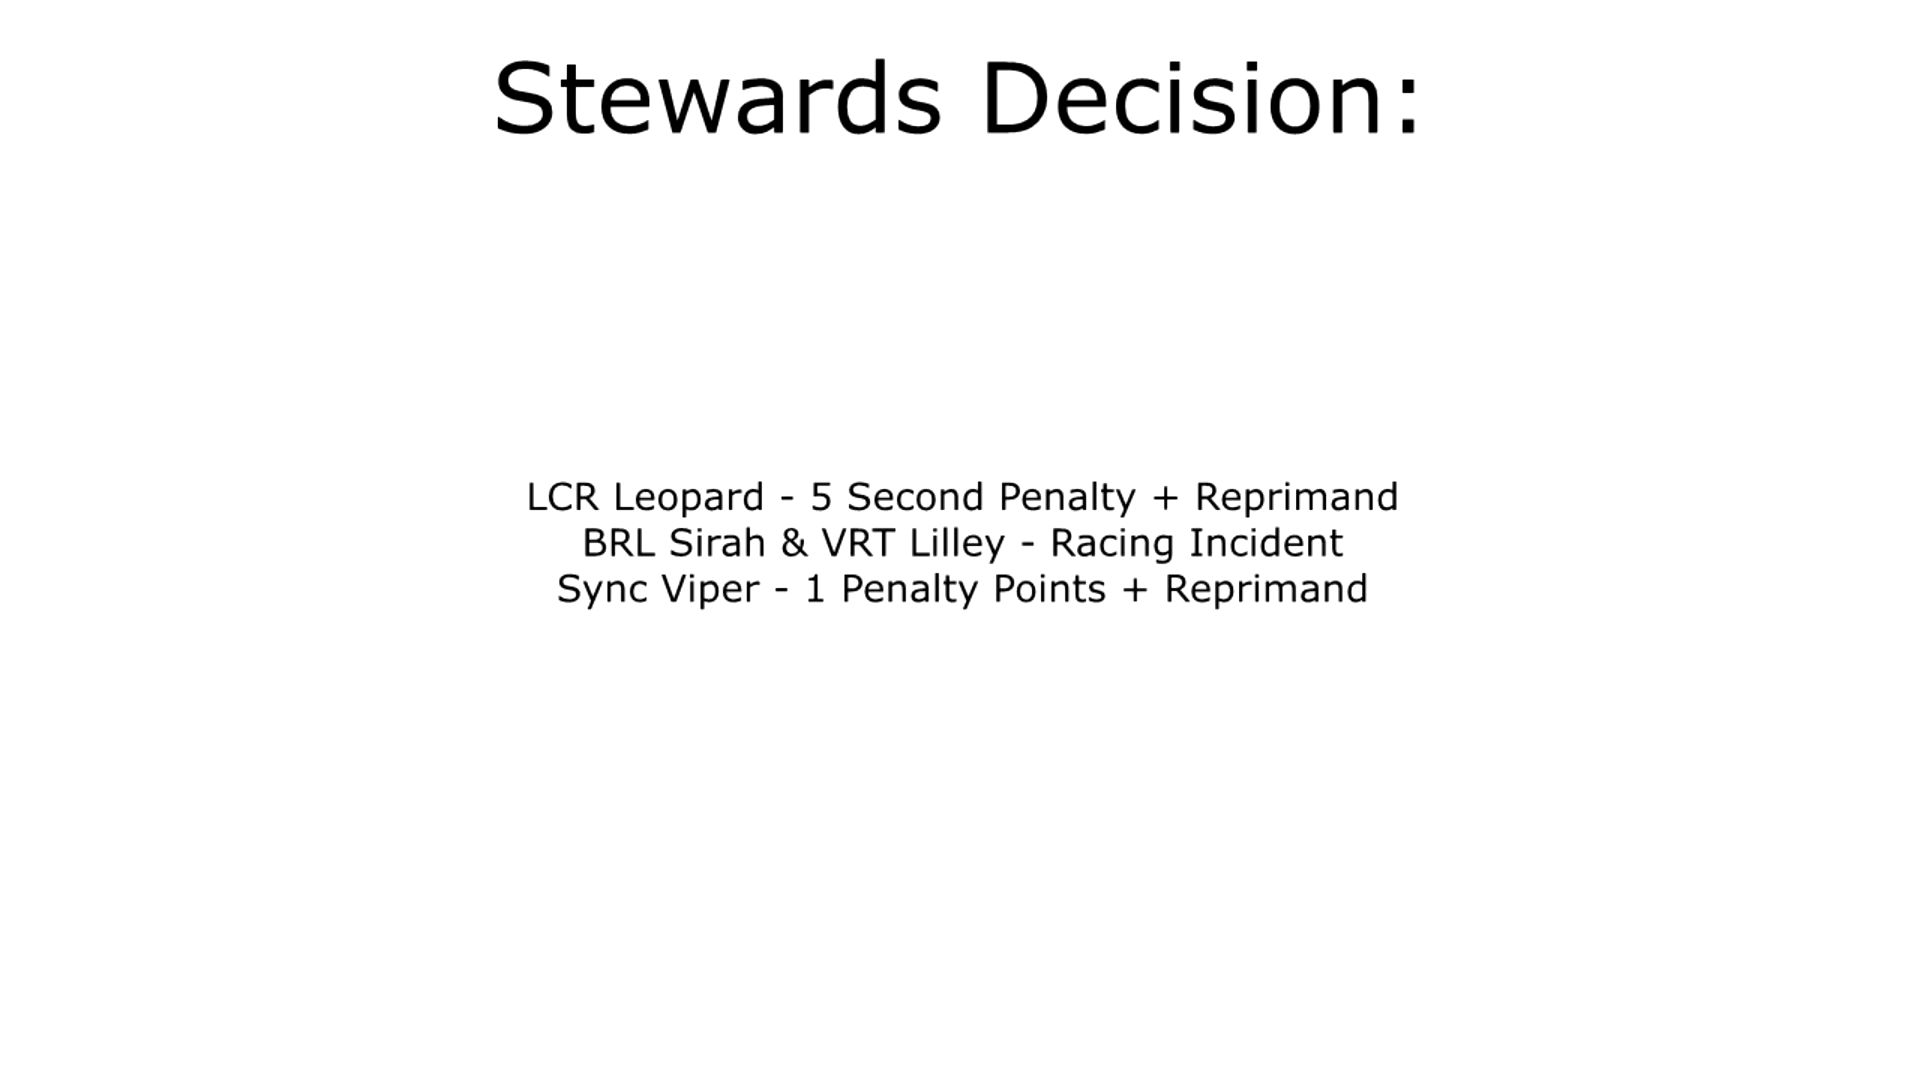 Stewards Decision:
LCR Leopard - 5 Second Penalty + Reprimand
BRL Sirah & VRT Lilley - Racing Incident
Sync Viper - 1 Penalty Points + Reprimand